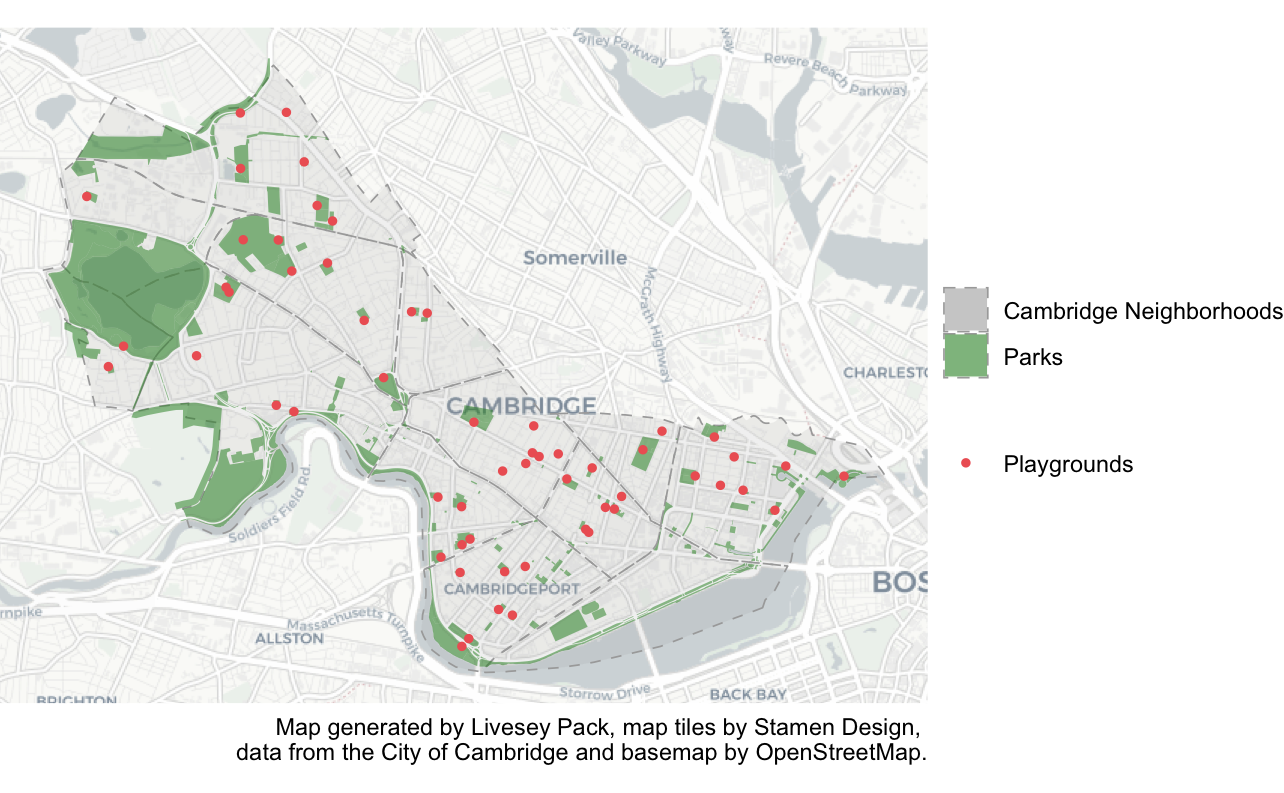 Valley Parkway
way
Revere Beach Parkway
Somerville
McGrath Highway
CHARLESTO
CAMBRIDGE
Soldiers Field Rd
CAMBRIDGEPORT
BOS
rnpike
Massachusetts Turnpike
ALLSTON
Storrow Drive
BACK BAY
BRIGHTON
Cambridge Neighborhoods
Parks
Playgrounds
Map generated by Livesey Pack, map tiles by Stamen Design,
data from the City of Cambridge and basemap by OpenStreetMap.